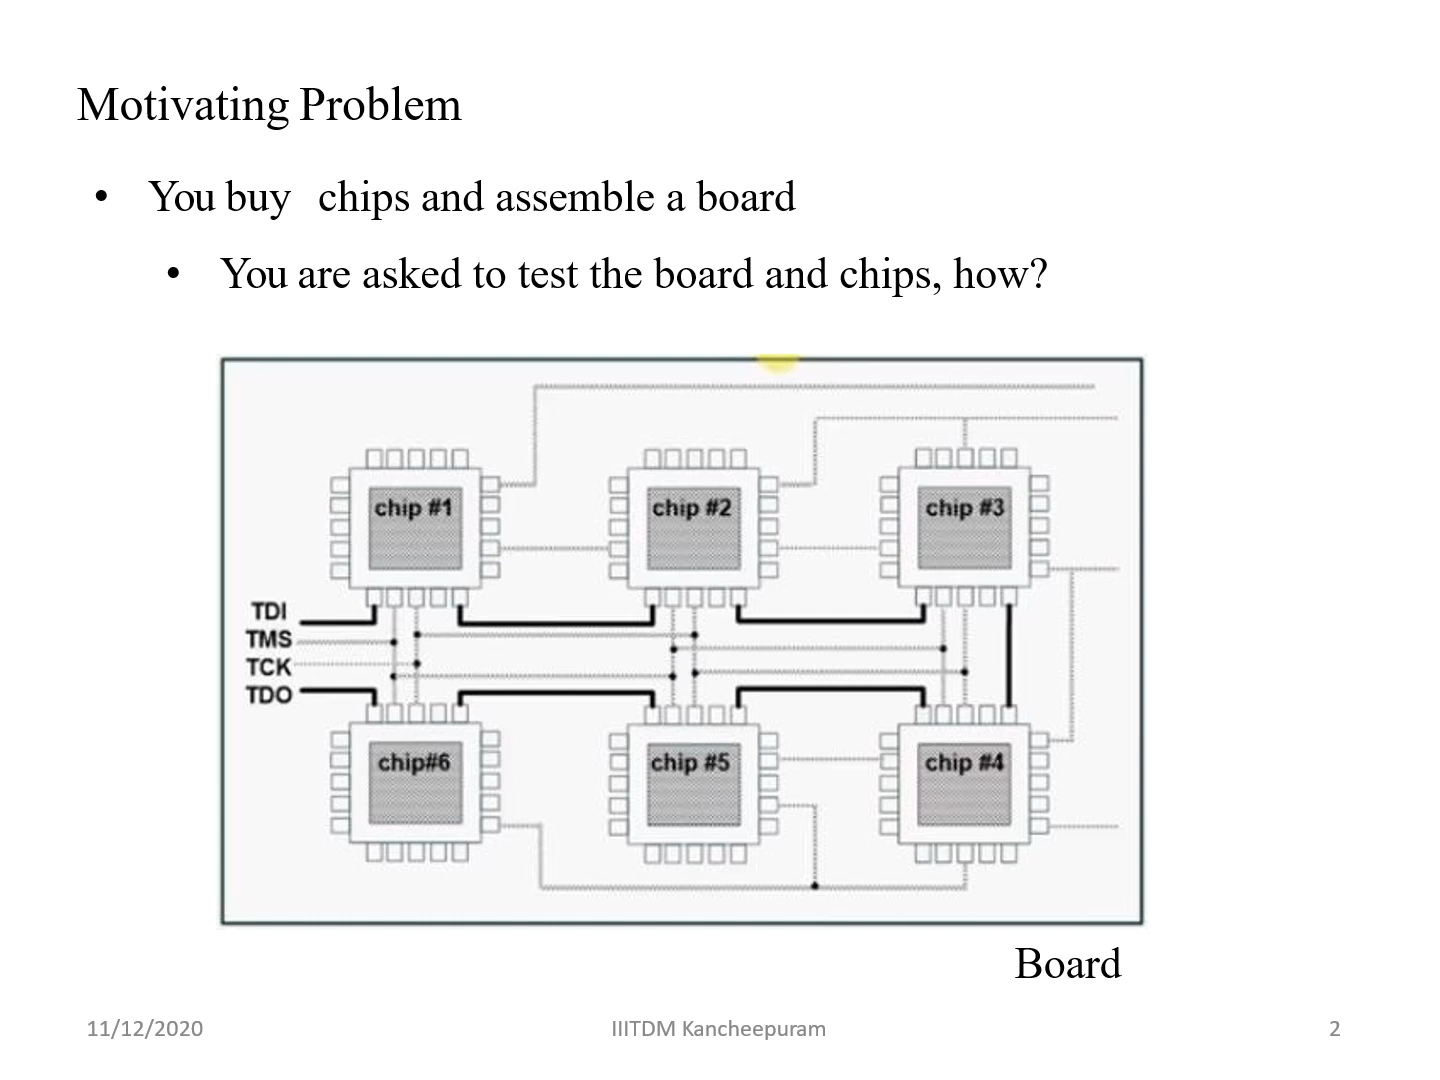 Motivating Problem
• You buy chips and assemble a board
• You are asked to test the board and chips, how?
chip #1
chip #2
chip #3
TDI
TMS
TCK
TDO
chip#6
chip #5
chip #4
Board
11/12/2020
IIITDM Kancheepuram
2